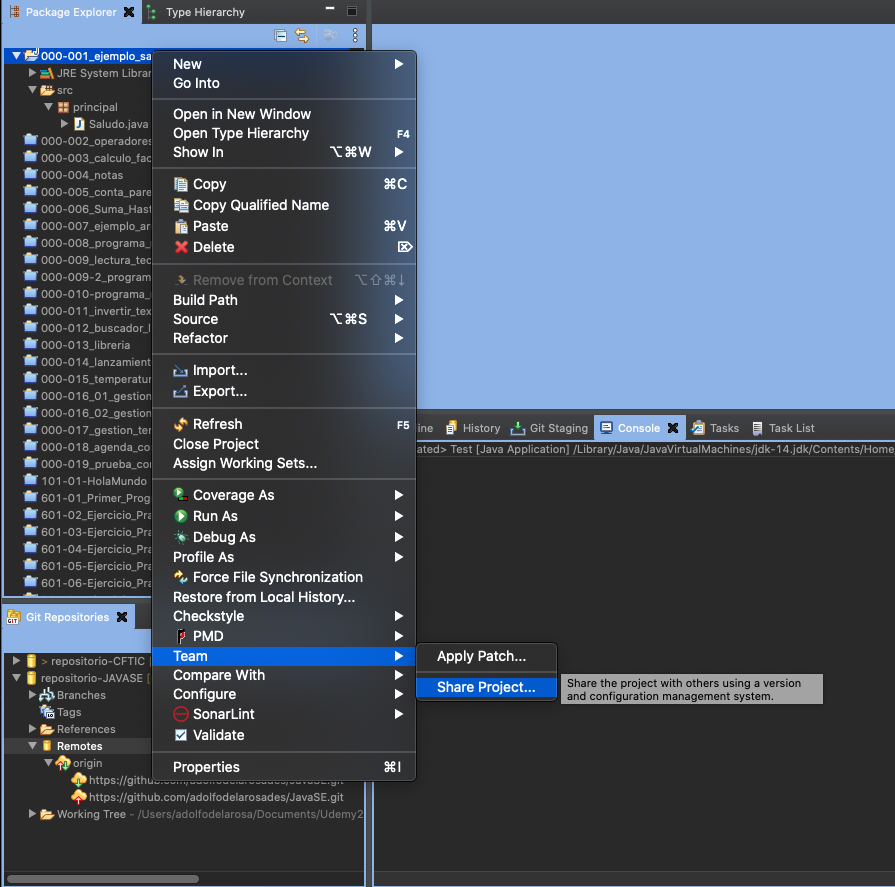 Package Explorer
Type Hierarchy
000-001_ejemplo_sa
JRE System Librar
src
principal
Saludo.java
000-002_operadores
000-003_calculo_fac
000-004_notas
000-005_conta_pare
000-006_Suma_Hast
000-007_ejemplo_ar
000-008_programa_
000-009_lectura_tec
000-009-2_program
000-010-programa_
000-011_invertir_tex
000-012_buscador_l
000-013_libreria
000-014_lanzamient
000-015_temperatur
000-016_01_gestion
000-016_02_gestion
000-017_gestion_ter
000-018_agenda_co
000-019_prueba_con
101-01-HolaMundo
601-01_Primer_Prog
601-02_Ejercicio_Pra
601-03-Ejercicio_Pra
601-04-Ejercicio_Pra
601-05-Ejercicio_Pra
601-06-Ejercicio_Pra
New
Go Into
Open in New Window
Open Type Hierarchy F4
Show In ⌥⌘W
Copy ⌘C
Copy Qualified Name
Paste ⌘V
Delete ⌦
Remove from Context ⌥⇧⌘↓
Build Path
Source ⌥⌘S
Refactor
Import...
Export...
Refresh F5
Close Project
Assign Working Sets...
Coverage As
Run As
Debug As
Profile As
Force File Synchronization
Restore from Local History...
Checkstyle
PMD
Team
Compare With
Configure
SonarLint
Validate
Properties ⌘I
Apply Patch...
Share Project...
Share the project with others using a version
and configuration management system.
ine
History
Git Staging
Console
Tasks
Task List
ated> Test [Java Application] /Library/Java/JavaVirtualMachines/jdk-14.jdk/Contents/Home
GIT
Git Repositories
> repositorio-CFTIC [
repositorio-JAVASE [
Branches
Tags
References
Remotes
origin
https://github.com/adolfodelarosades/JavaSE.git
https://github.com/adolfodelarosades/JavaSE.git
Working Tree - /Users/adolfodelarosa/Documents/Udemy2